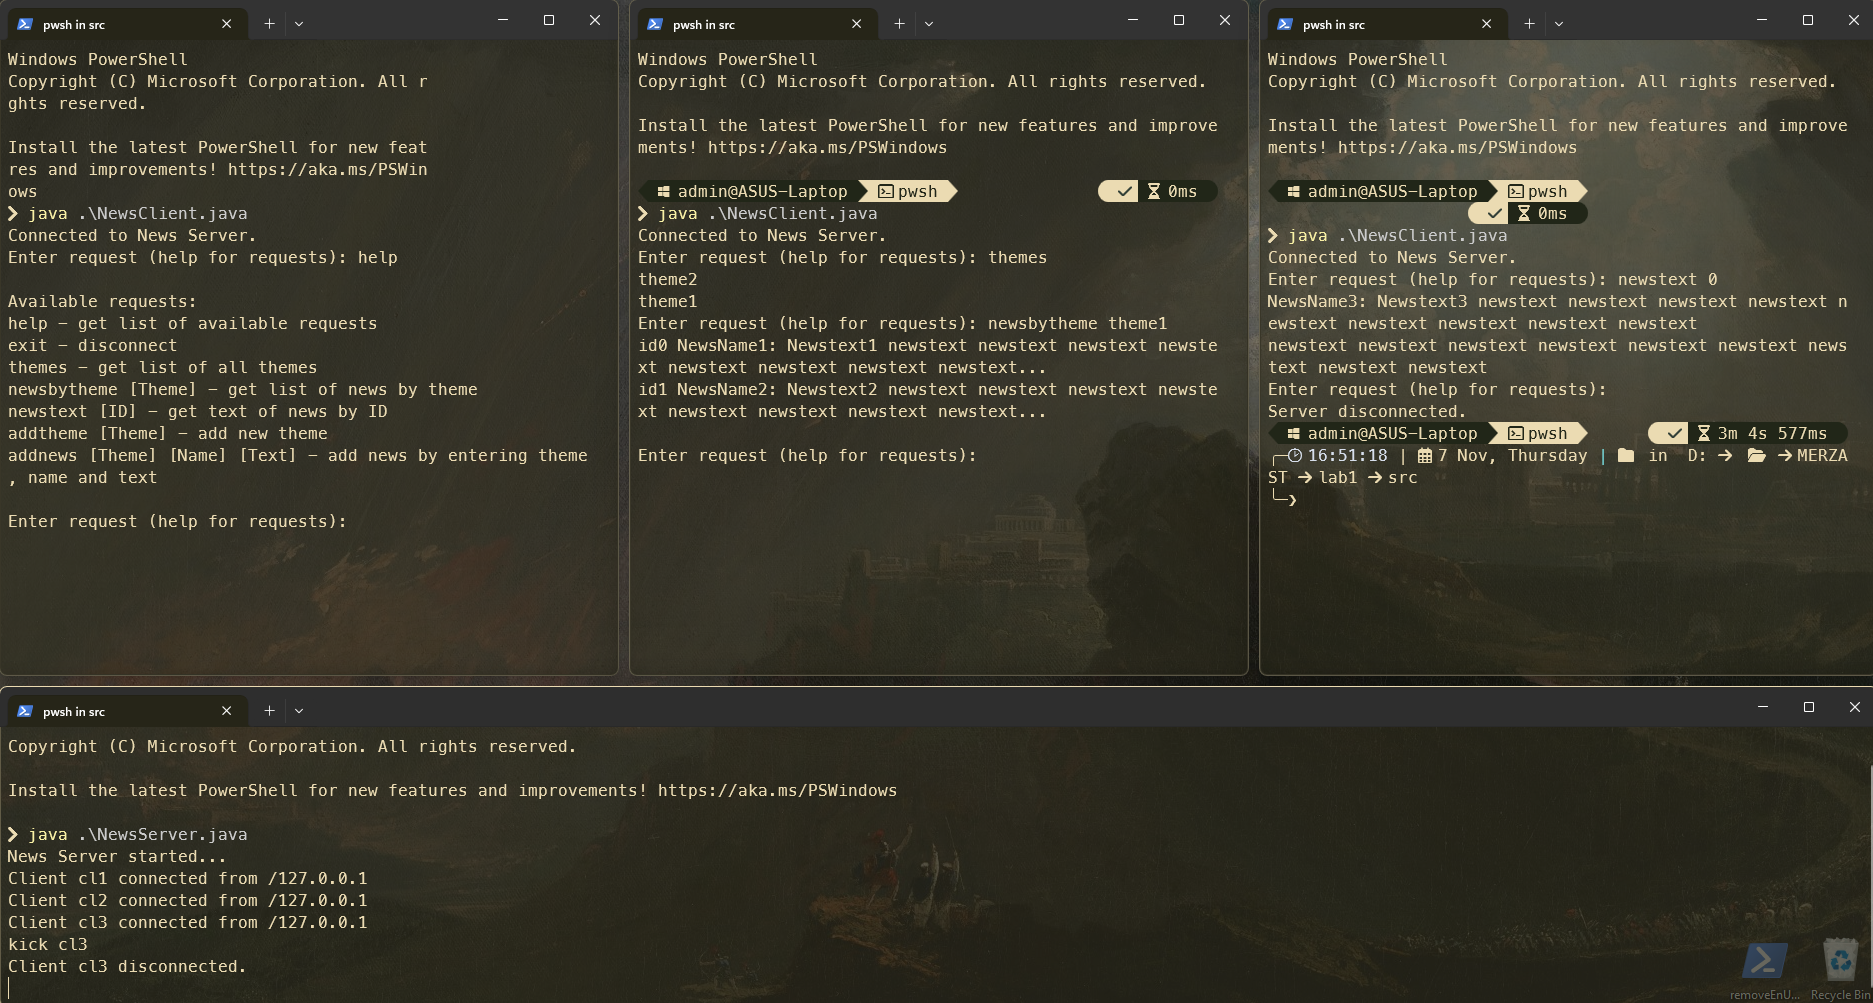 pwsh in src
Windows PowerShell
Copyright (C) Microsoft Corporation. All r
ghts reserved.
Install the latest PowerShell for new feat
res and improvements! https://aka.ms/PSWin
ows
❯ java .\NewsClient.java
Connected to News Server.
Enter request (help for requests): help
Available requests:
help — get list of available requests
exit — disconnect
themes — get list of all themes
newsbytheme [Theme] — get list of news by theme
newstext [ID] — get text of news by ID
addtheme [Theme] — add new theme
addnews [Theme] [Name] [Text] — add news by entering theme
, name and text
Enter request (help for requests):
pwsh in src
Windows PowerShell
Copyright (C) Microsoft Corporation. All rights reserved.
Install the latest PowerShell for new features and improve
ments! https://aka.ms/PSWindows
admin@ASUS-Laptop pwsh 0ms
❯ java .\NewsClient.java
Connected to News Server.
Enter request (help for requests): themes
theme2
theme1
Enter request (help for requests): newsbytheme theme1
id0 NewsName1: Newstext1 newstext newstext newstext newste
xt newstext newstext newstext newstext...
id1 NewsName2: Newstext2 newstext newstext newstext newste
xt newstext newstext newstext newstext...
Enter request (help for requests):
pwsh in src
Windows PowerShell
Copyright (C) Microsoft Corporation. All rights reserved.
Install the latest PowerShell for new features and improve
ments! https://aka.ms/PSWindows
admin@ASUS-Laptop pwsh
0ms
❯ java .\NewsClient.java
Connected to News Server.
Enter request (help for requests): newstext 0
NewsName3: Newstext3 newstext newstext newstext newstext n
ewstext newstext newstext newstext newstext
newstext newstext newstext newstext newstext newstext news
text newstext newstext
Enter request (help for requests):
Server disconnected.
admin@ASUS-Laptop pwsh 3m 4s 577ms
16:51:18 | 7 Nov, Thursday | in D: → → MERZA
ST → lab1 → src
pwsh in src
Copyright (C) Microsoft Corporation. All rights reserved.
Install the latest PowerShell for new features and improvements! https://aka.ms/PSWindows
❯ java .\NewsServer.java
News Server started...
Client cl1 connected from /127.0.0.1
Client cl2 connected from /127.0.0.1
Client cl3 connected from /127.0.0.1
kick cl3
Client cl3 disconnected.
removeEnU... Recycle Bin